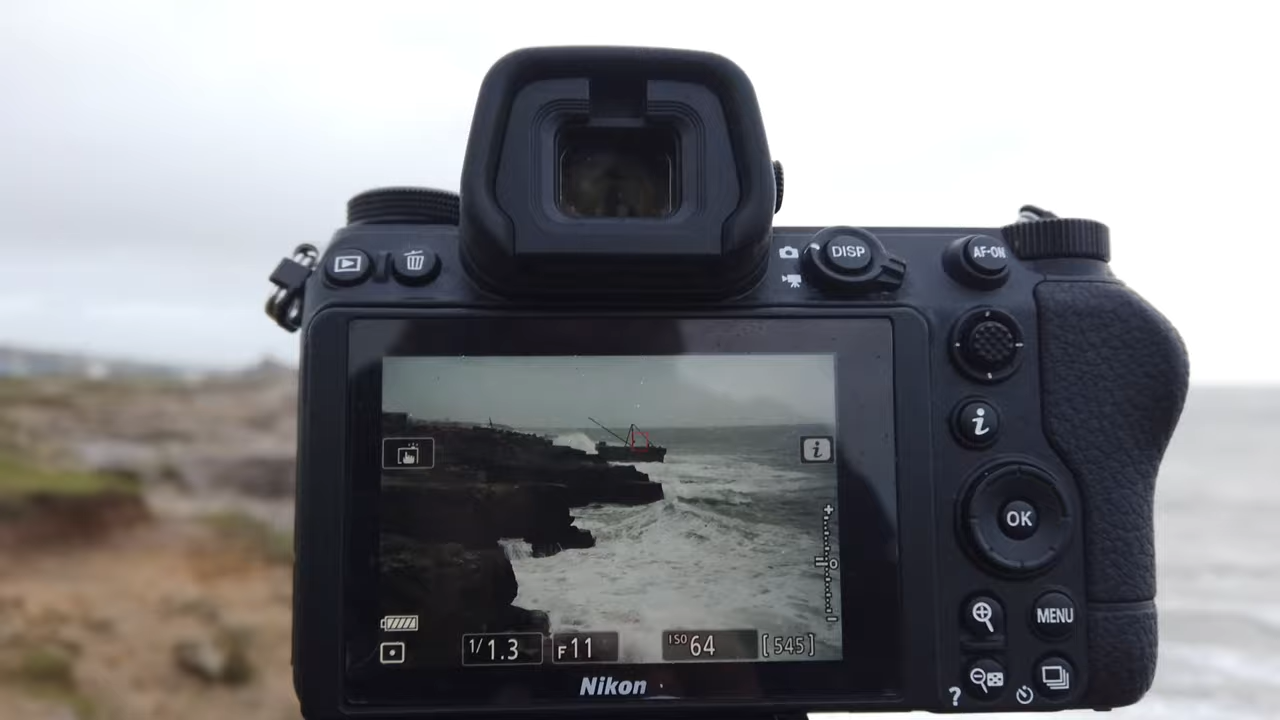 DISP
AF-ON
i
i
OK
1/1.3 F11 ISO 64 [545]
MENU
Nikon
?